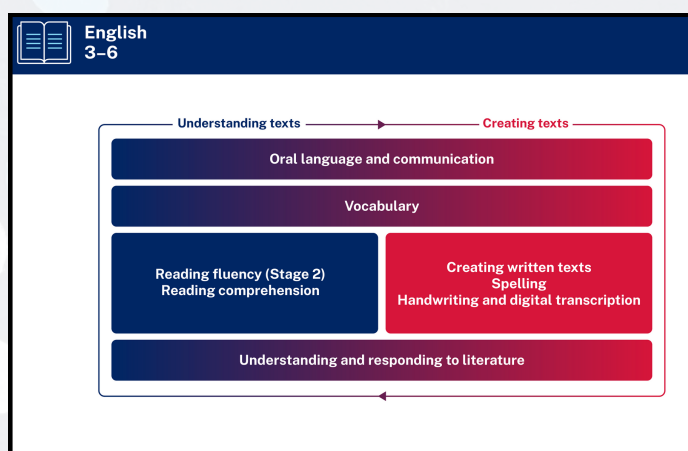 English
3–6
Understanding texts
Creating texts
Oral language and communication
Vocabulary
Reading fluency (Stage 2)
Reading comprehension
Creating written texts
Spelling
Handwriting and digital transcription
Understanding and responding to literature